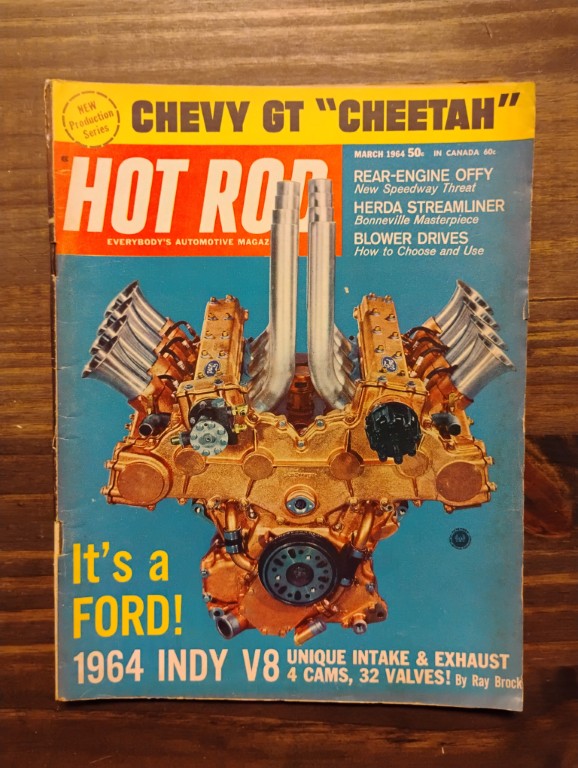 NEW
Production
Series
CHEVY GT "CHEETAH"
MARCH 1964 50¢ IN CANADA 60¢
HOT ROD
EVERYBODY'S AUTOMOTIVE MAGAZ
REAR-ENGINE OFFY
New Speedway Threat
HERDA STREAMLINER
Bonneville Masterpiece
BLOWER DRIVES
How to Choose and Use
It's a
FORD!
1964 INDY V8
UNIQUE INTAKE & EXHAUST
4 CAMS, 32 VALVES! By Ray Brock